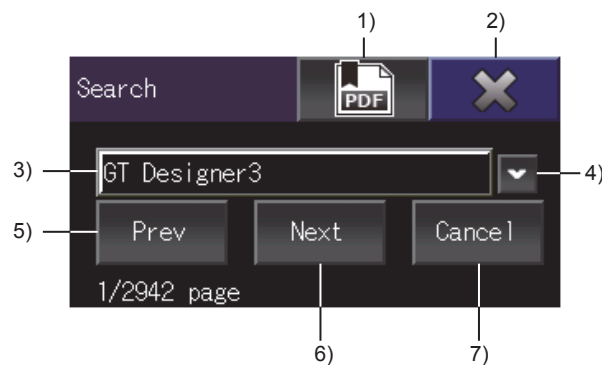 1) 2)
Search PDF
3) GT Designer3 4)
5) Prev Next Cancel
1/2942 page
6) 7)